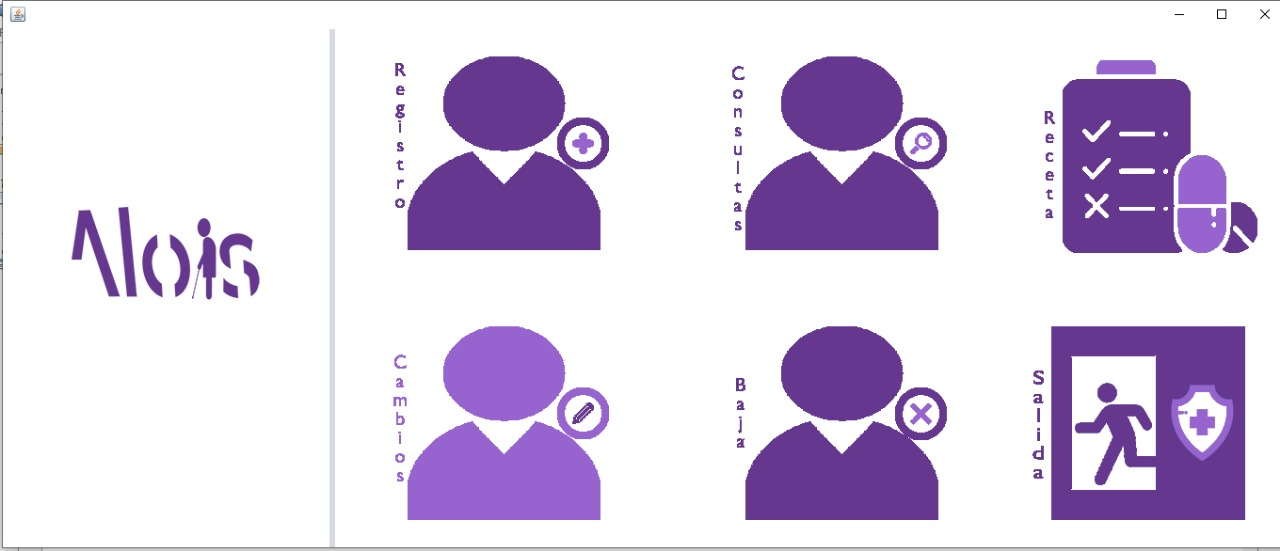 Alois
Registro
Consultas
Receta
Cambios
Baja
Salida